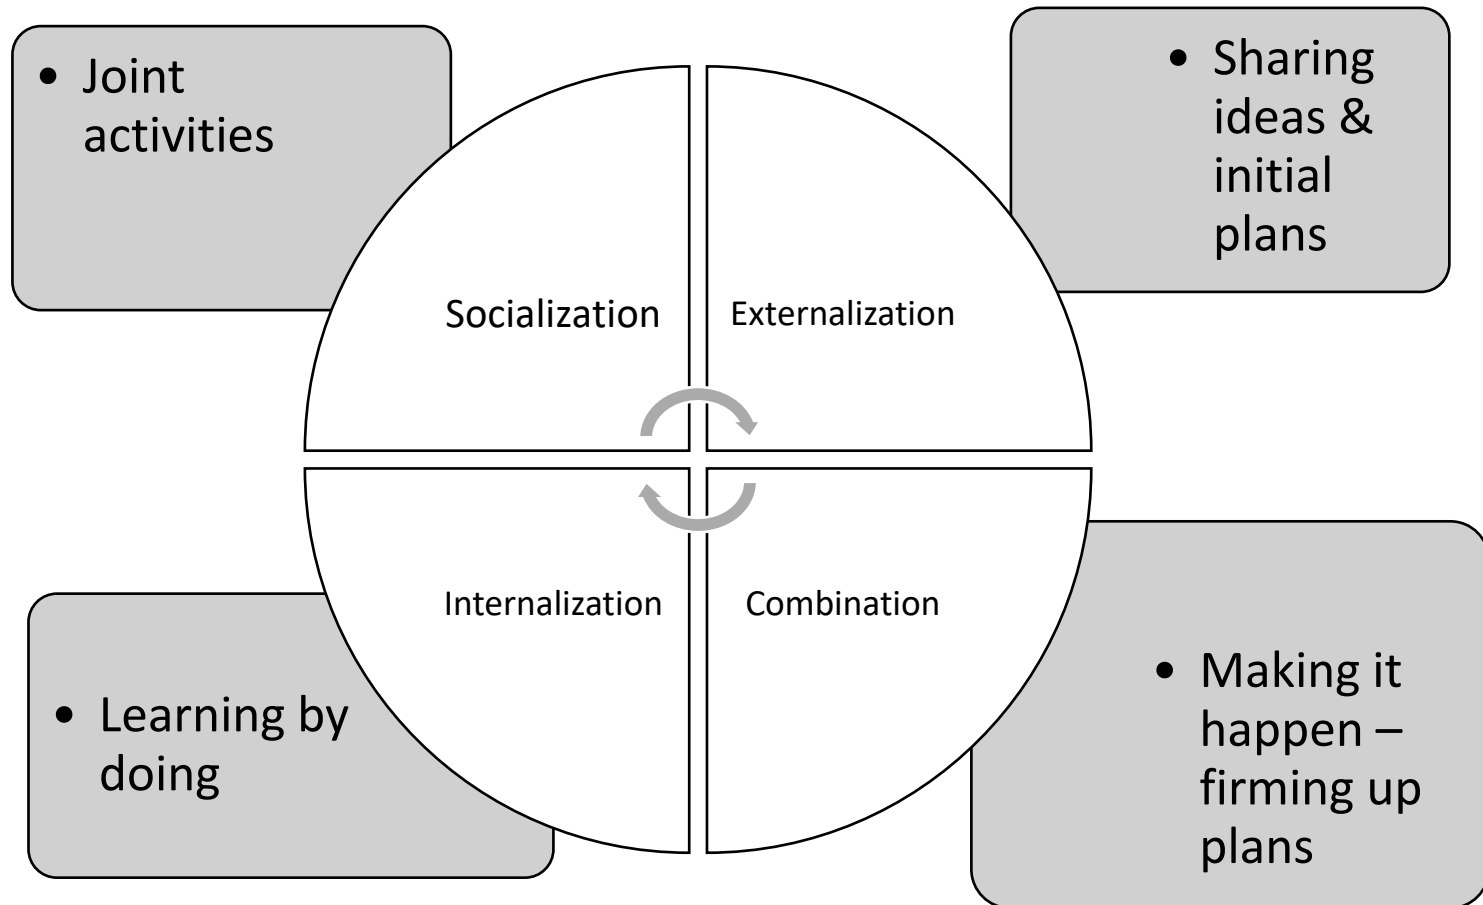 • Joint
activities
• Sharing
ideas &
initial
plans
Socialization
Externalization
Internalization
Combination
• Learning by
doing
• Making it
happen –
firming up
plans